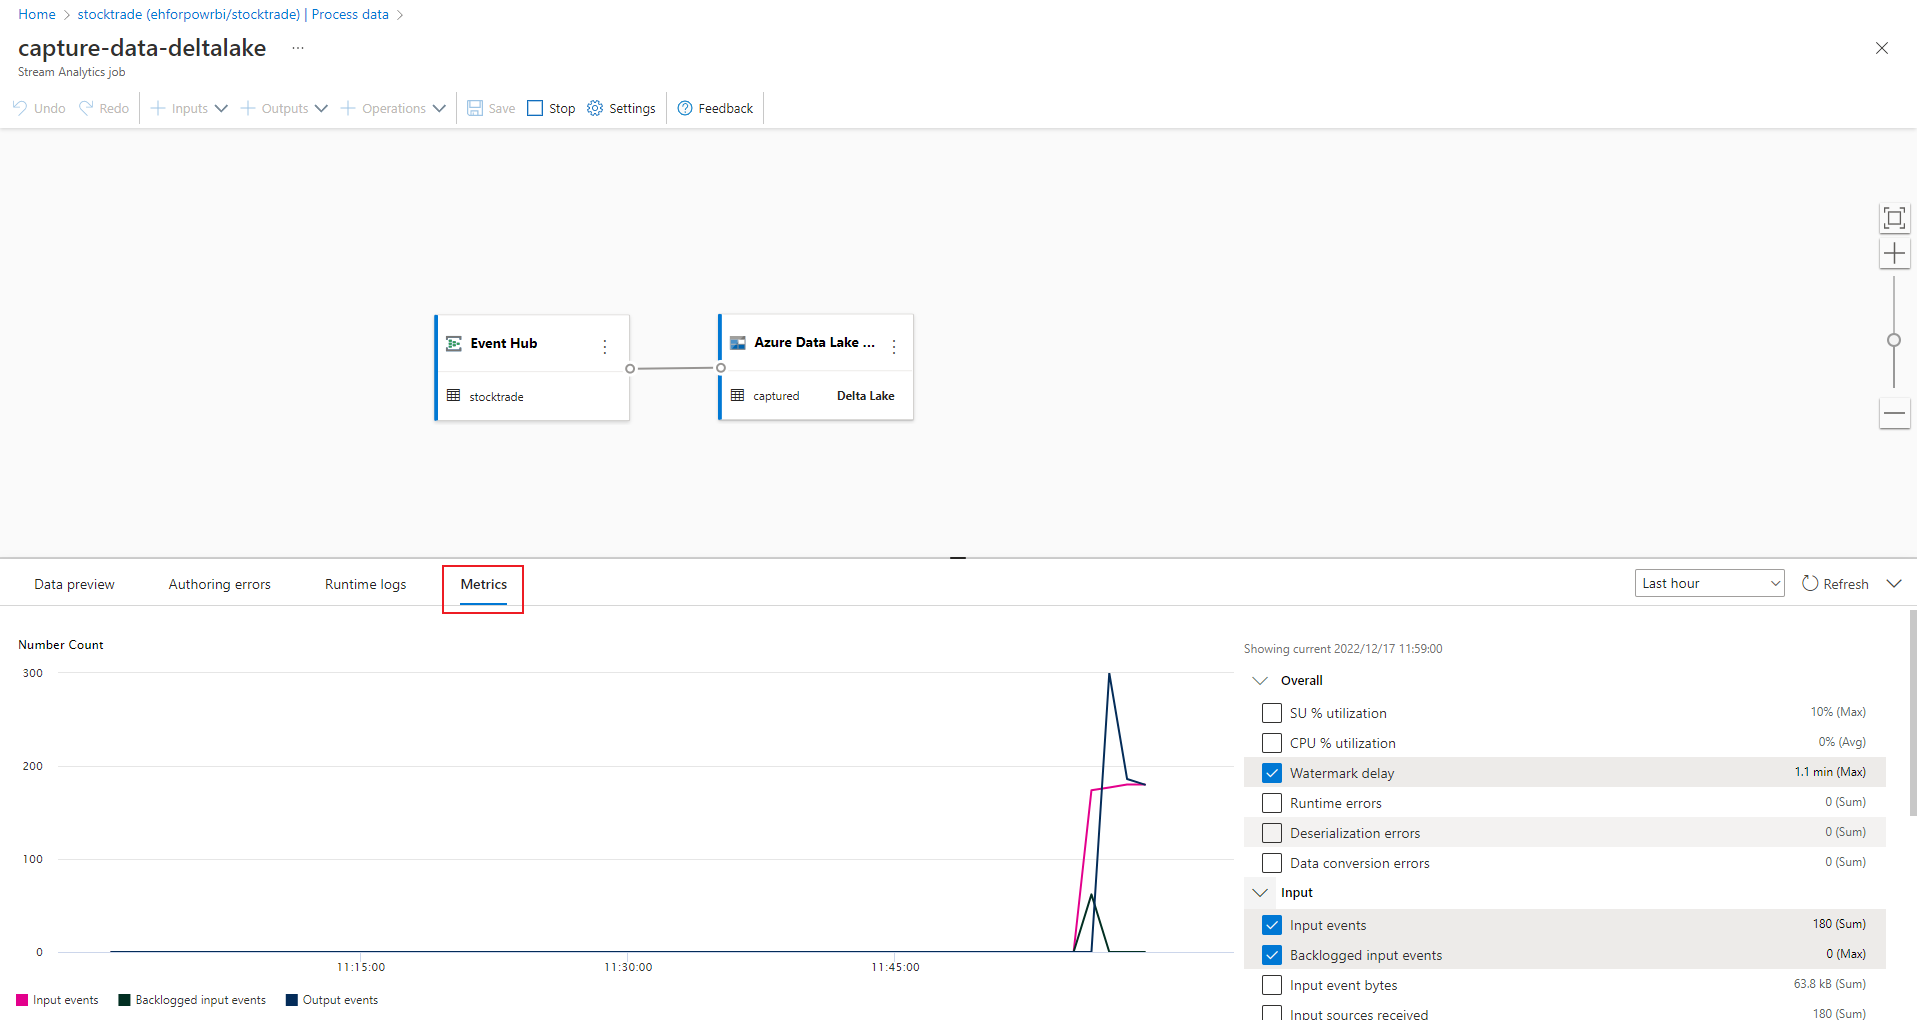 Home > stocktrade (ehforpowrbi/stocktrade) | Process data >
capture-data-deltalake ...
Stream Analytics job
Undo Redo Inputs Outputs Operations Save Stop Settings Feedback
Event Hub
stocktrade
Azure Data Lake ...
captured Delta Lake
Data preview Authoring errors Runtime logs Metrics Last hour Refresh
Number Count
300
200
100
0
11:15:00 11:30:00 11:45:00
Input events Backlogged input events Output events
Showing current 2022/12/17 11:59:00
Overall
SU % utilization 10% (Max)
CPU % utilization 0% (Avg)
Watermark delay 1.1 min (Max)
Runtime errors 0 (Sum)
Deserialization errors 0 (Sum)
Data conversion errors 0 (Sum)
Input
Input events 180 (Sum)
Backlogged input events 0 (Max)
Input event bytes 63.8 kB (Sum)
Input sources received 180 (Sum)